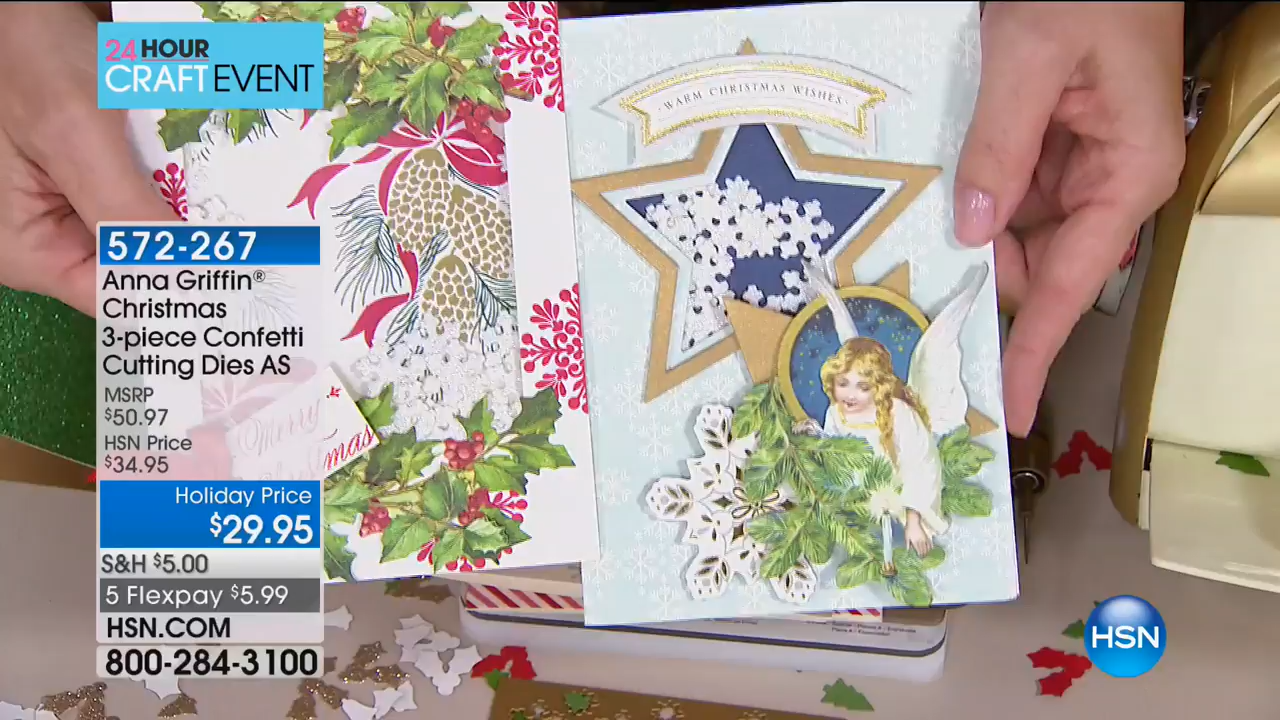 24 HOUR
CRAFT EVENT
572-267
Anna Griffin®
Christmas
3-piece Confetti
Cutting Dies AS
MSRP
$50.97
HSN Price
$34.95
Holiday Price
$29.95
S&H $5.00
5 Flexpay $5.99
HSN.COM
800-284-3100
·WARM CHRISTMAS WISHES·
Merry
Christmas
HSN